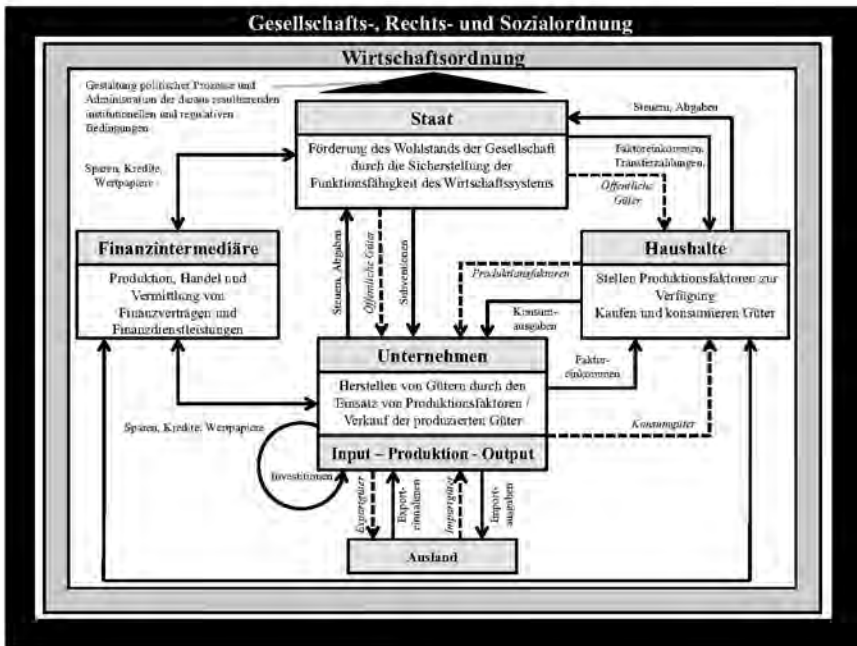 Gesellschafts-, Rechts- und Sozialordnung
Wirtschaftsordnung
Gestaltung politischer Prozesse und
Administration der daraus resultierenden
institutionellen und regulativen
Bedingungen
Staat
Förderung des Wohlstands der Gesellschaft
durch die Sicherstellung der
Funktionsfähigkeit des Wirtschaftssystems
Steuern, Abgaben
Faktoreinkommen,
Transferzahlungen,
Öffentliche
Güter
Sparen, Kredite,
Wertpapiere
Finanzintermediäre
Produktion, Handel und
Vermittlung von
Finanzverträgen und
Finanzdienstleistungen
Steuern, Abgaben
Öffentliche Güter
Subventionen
Haushalte
Stellen Produktionsfaktoren zur
Verfügung
Kaufen und konsumieren Güter
Produktionsfaktoren
Konsum-
ausgaben
Unternehmen
Herstellen von Gütern durch den
Einsatz von Produktionsfaktoren /
Verkauf der produzierten Güter
Input – Produktion - Output
Faktor-
einkommen
Konsumgüter
Sparen, Kredite, Wertpapiere
Investitionen
Exportgüter
Export-
einnahmen
Importgüter
Import-
ausgaben
Ausland